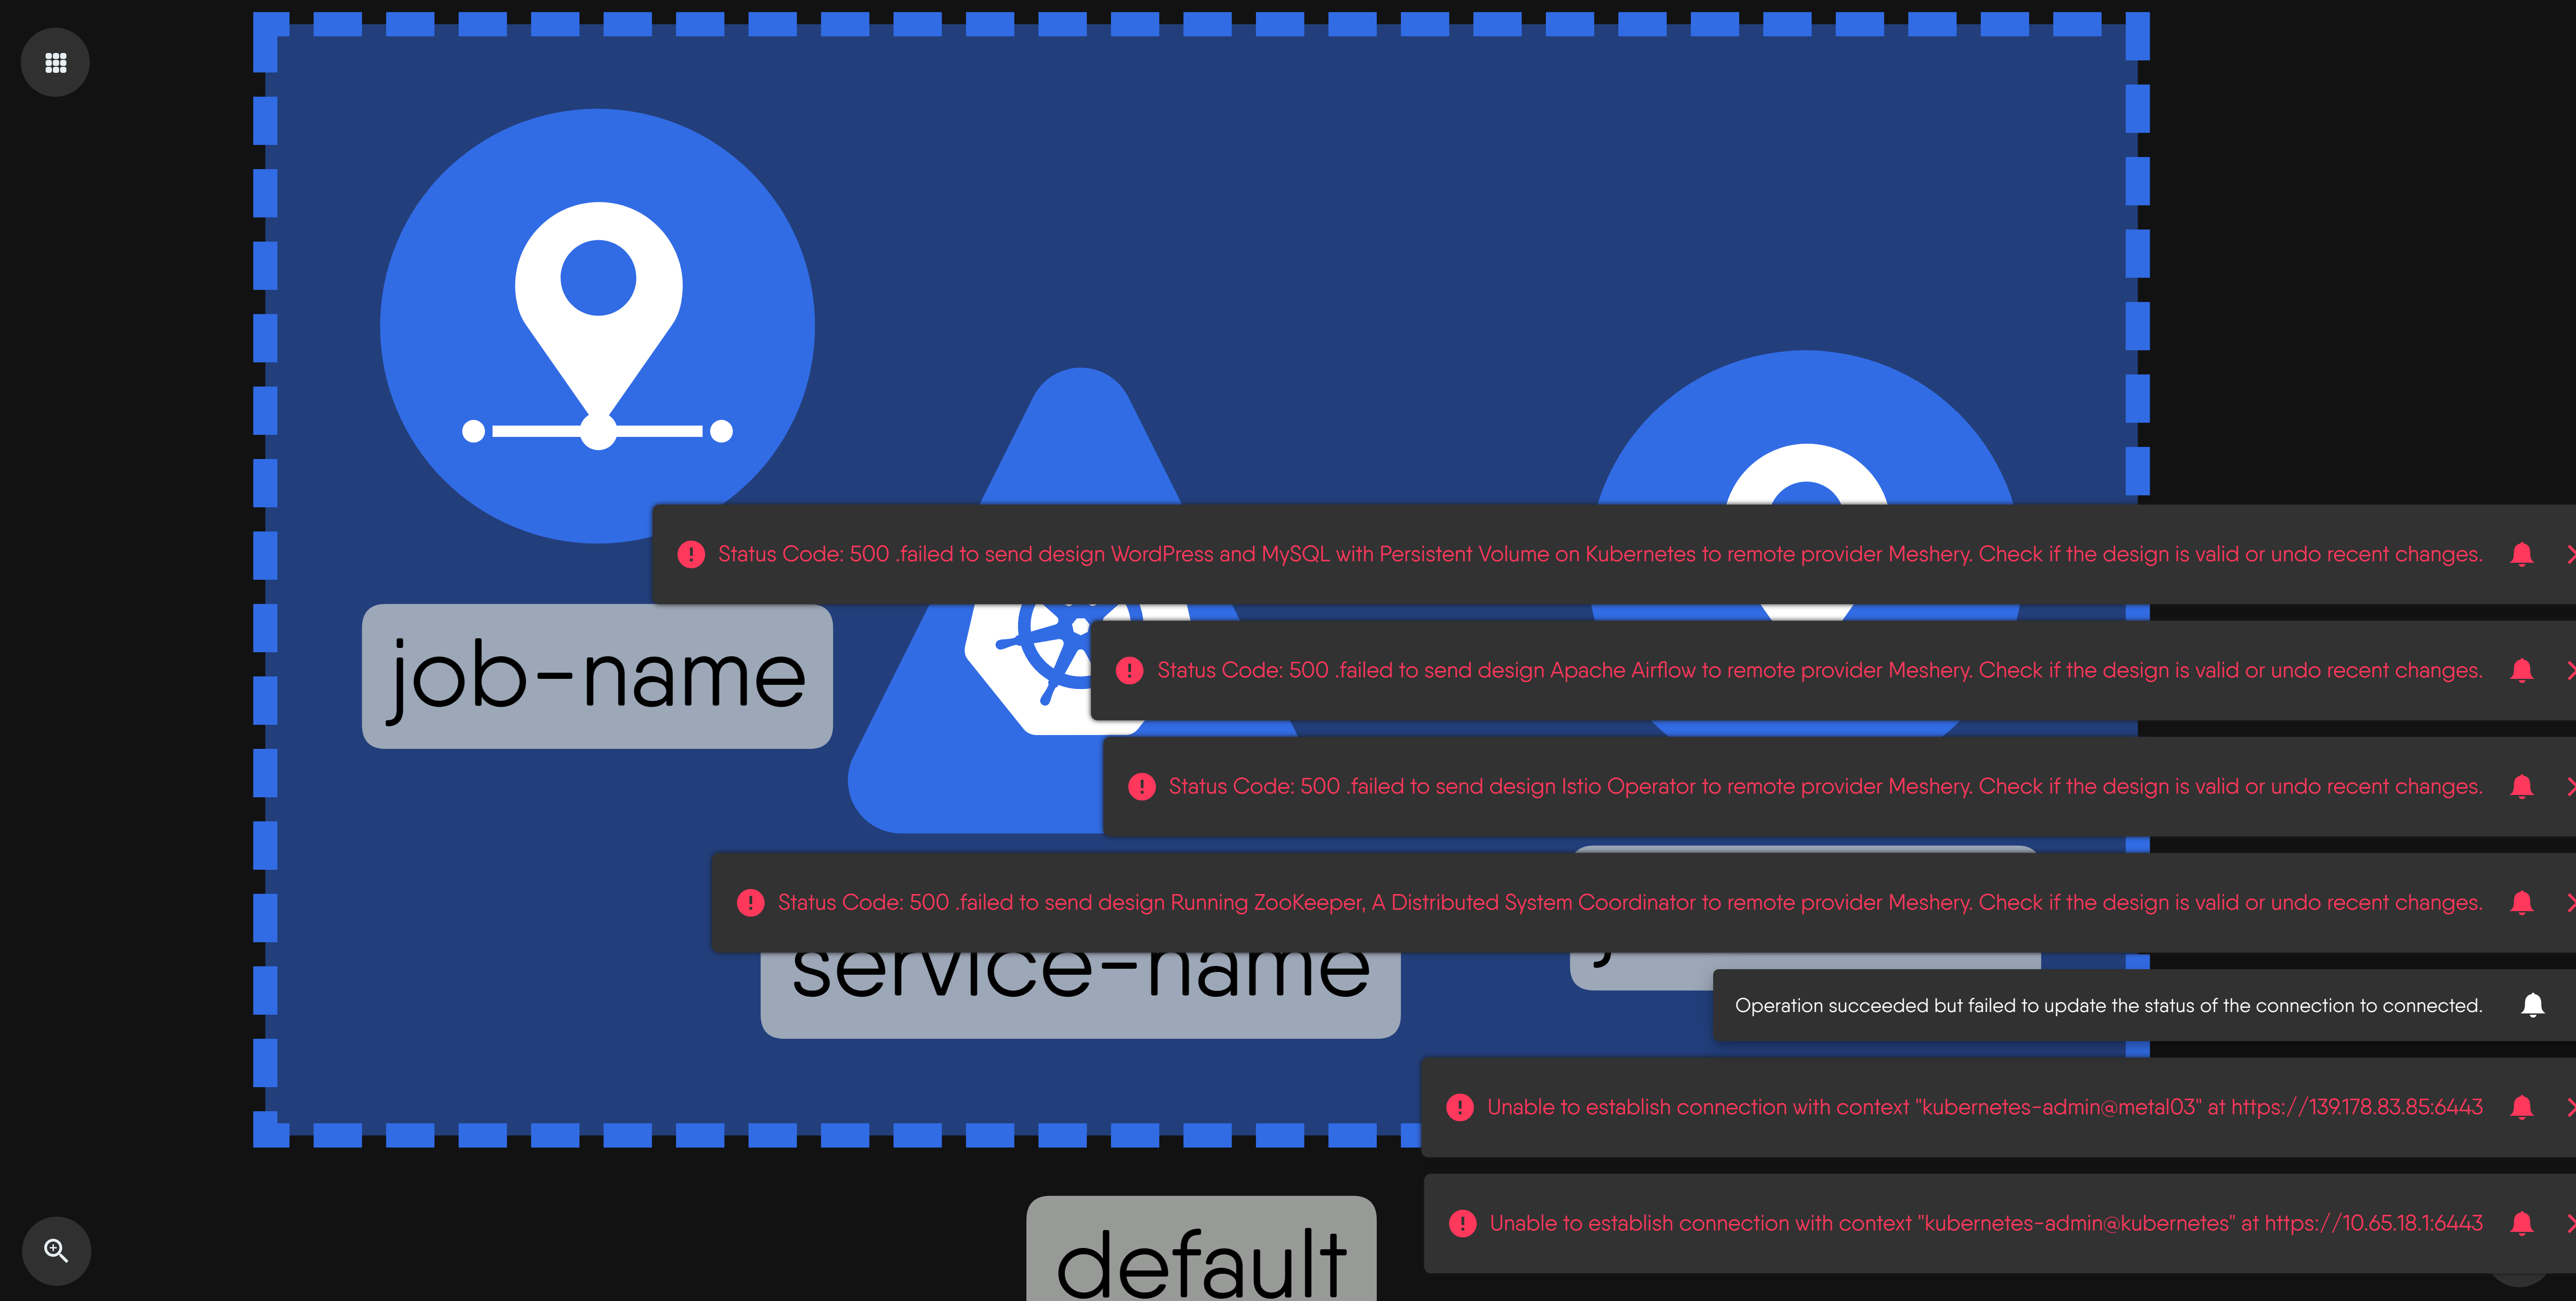 Status Code: 500 .failed to send design WordPress and MySQL with Persistent Volume on Kubernetes to remote provider Meshery. Check if the design is valid or undo recent changes.
job-name
Status Code: 500 .failed to send design Apache Airflow to remote provider Meshery. Check if the design is valid or undo recent changes.
Status Code: 500 .failed to send design Istio Operator to remote provider Meshery. Check if the design is valid or undo recent changes.
Status Code: 500 .failed to send design Running ZooKeeper, A Distributed System Coordinator to remote provider Meshery. Check if the design is valid or undo recent changes.
service-name
Operation succeeded but failed to update the status of the connection to connected.
Unable to establish connection with context "kubernetes-admin@metal03" at https://139.178.83.85:6443
Unable to establish connection with context "kubernetes-admin@kubernetes" at https://10.65.18.1:6443
default